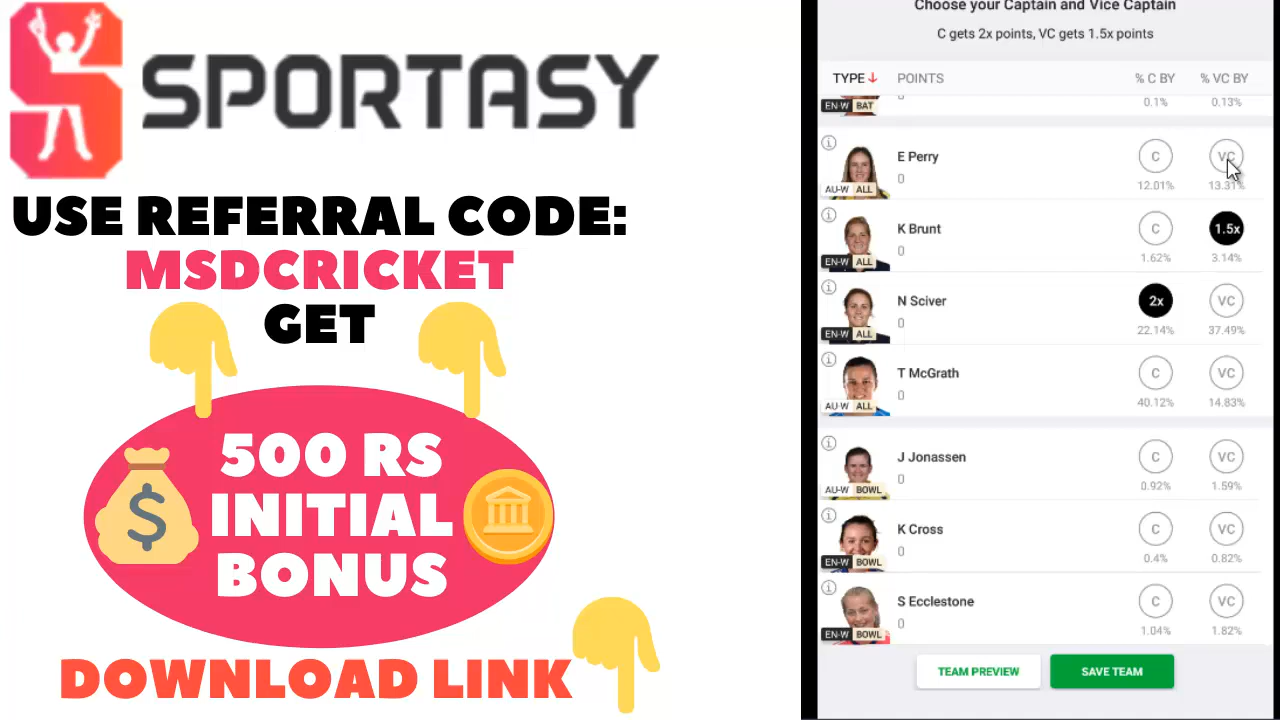 SPORTASY
USE REFERRAL CODE:
MSDCRICKET
GET
500 RS
INITIAL
BONUS
DOWNLOAD LINK
Choose your Captain and Vice Captain
C gets 2x points, VC gets 1.5x points
TYPE POINTS % C BY % VC BY
0
EN-W BAT 0.1% 0.13%
E Perry C VC
0
AU-W ALL 12.01% 13.31%
K Brunt C 1.5x
0
EN-W ALL 1.62% 3.14%
N Sciver 2x VC
0
EN-W ALL 22.14% 37.49%
T McGrath C VC
0
AU-W ALL 40.12% 14.83%
J Jonassen C VC
0
AU-W BOWL 0.92% 1.59%
K Cross C VC
0
EN-W BOWL 0.4% 0.82%
S Ecclestone C VC
0
EN-W BOWL 1.04% 1.82%
TEAM PREVIEW SAVE TEAM